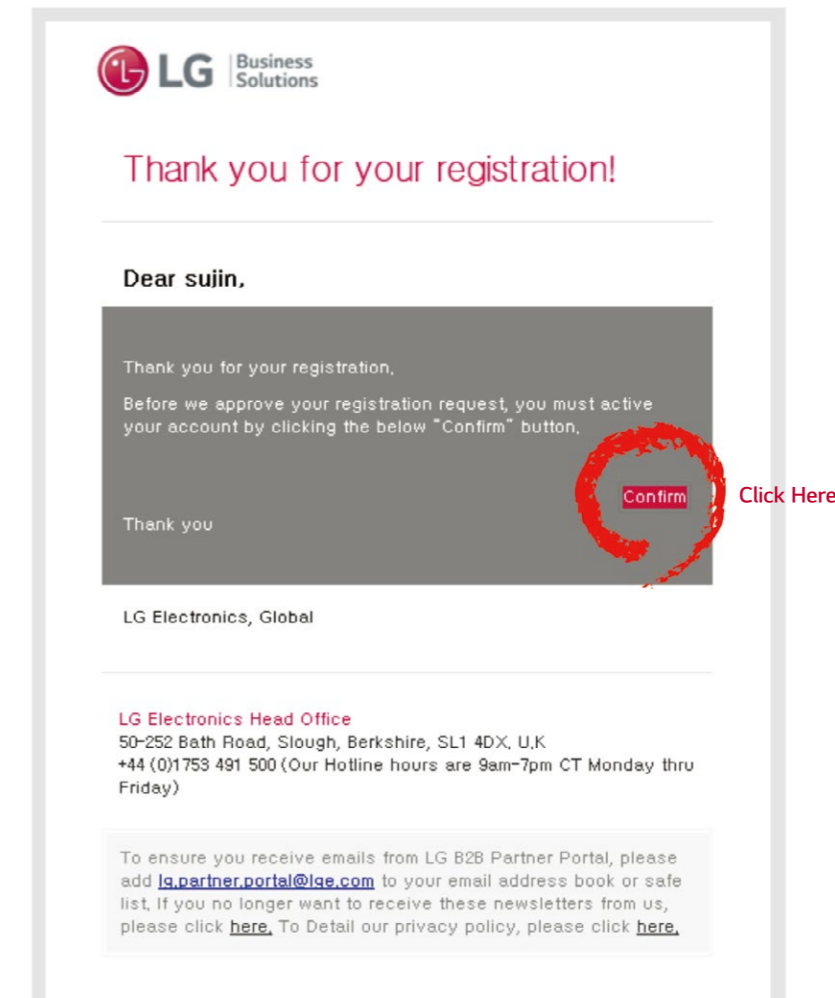 LG Business Solutions
Thank you for your registration!
Dear sujin,
Thank you for your registration,
Before we approve your registration request, you must active
your account by clicking the below "Confirm" button,
Confirm
Click Here
Thank you
LG Electronics, Global
LG Electronics Head Office
50-252 Bath Road, Slough, Berkshire, SL1 4DX, U.K
+44 (0)1753 491 500 (Our Hotline hours are 9am-7pm CT Monday thru
Friday)
To ensure you receive emails from LG B2B Partner Portal, please
add lg.partner.portal@lge.com to your email address book or safe
list, If you no longer want to receive these newsletters from us,
please click here, To Detail our privacy policy, please click here,